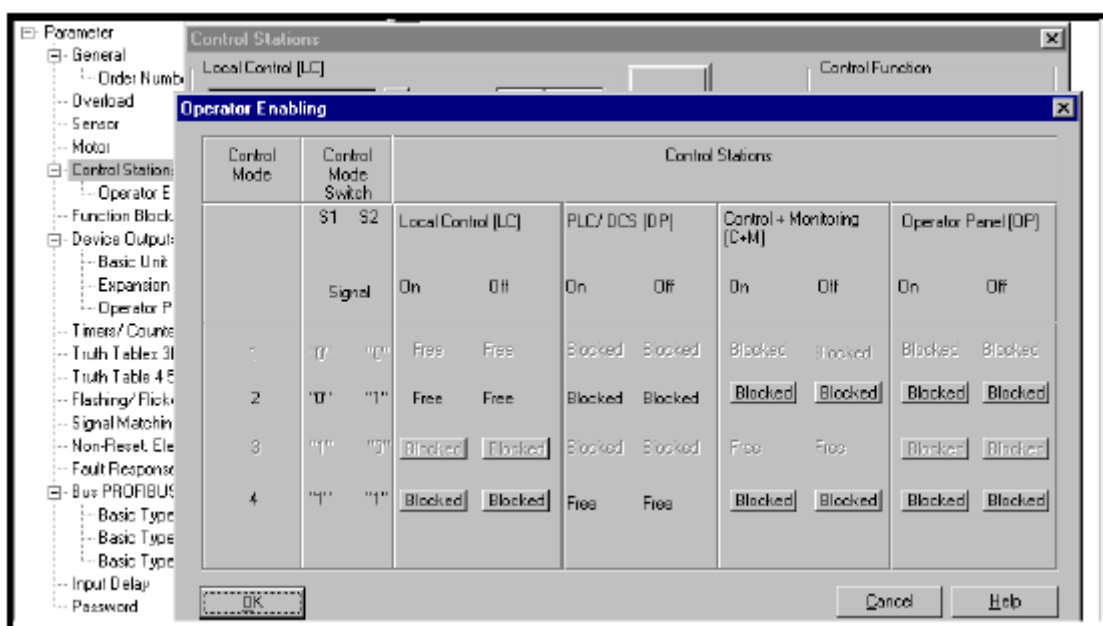 Parameter
General
Order Numbe
Overload
Sensor
Motor
Control Stations
Operator E
Function Block
Device Outputs
Basic Unit
Expansion
Operator P
Timers/ Counte
Truth Tables 3I
Truth Table 4 5
Flashing/ Flick
Signal Matchin
Non-Reset. Ele
Fault Response
Bus PROFIBUS
Basic Type
Basic Type
Basic Type
Input Delay
Password
Control Stations
Local Control [LC]
Control Function
Operator Enabling
Control Mode
Control Mode Switch
Control Stations
S1 S2
Local Control [LC]
PLC/ DCS [DP]
Control + Monitoring [C+M]
Operator Panel [OP]
Signal
On Off On Off On Off On Off
1 "0" "0" Free Free Blocked Blocked Blocked Blocked Blocked Blocked
2 "0" "1" Free Free Blocked Blocked Blocked Blocked Blocked Blocked
3 "1" "0" Blocked Blocked Blocked Blocked Free Free Blocked Blocked
4 "1" "1" Blocked Blocked Free Free Blocked Blocked Blocked Blocked
OK
Cancel
Help